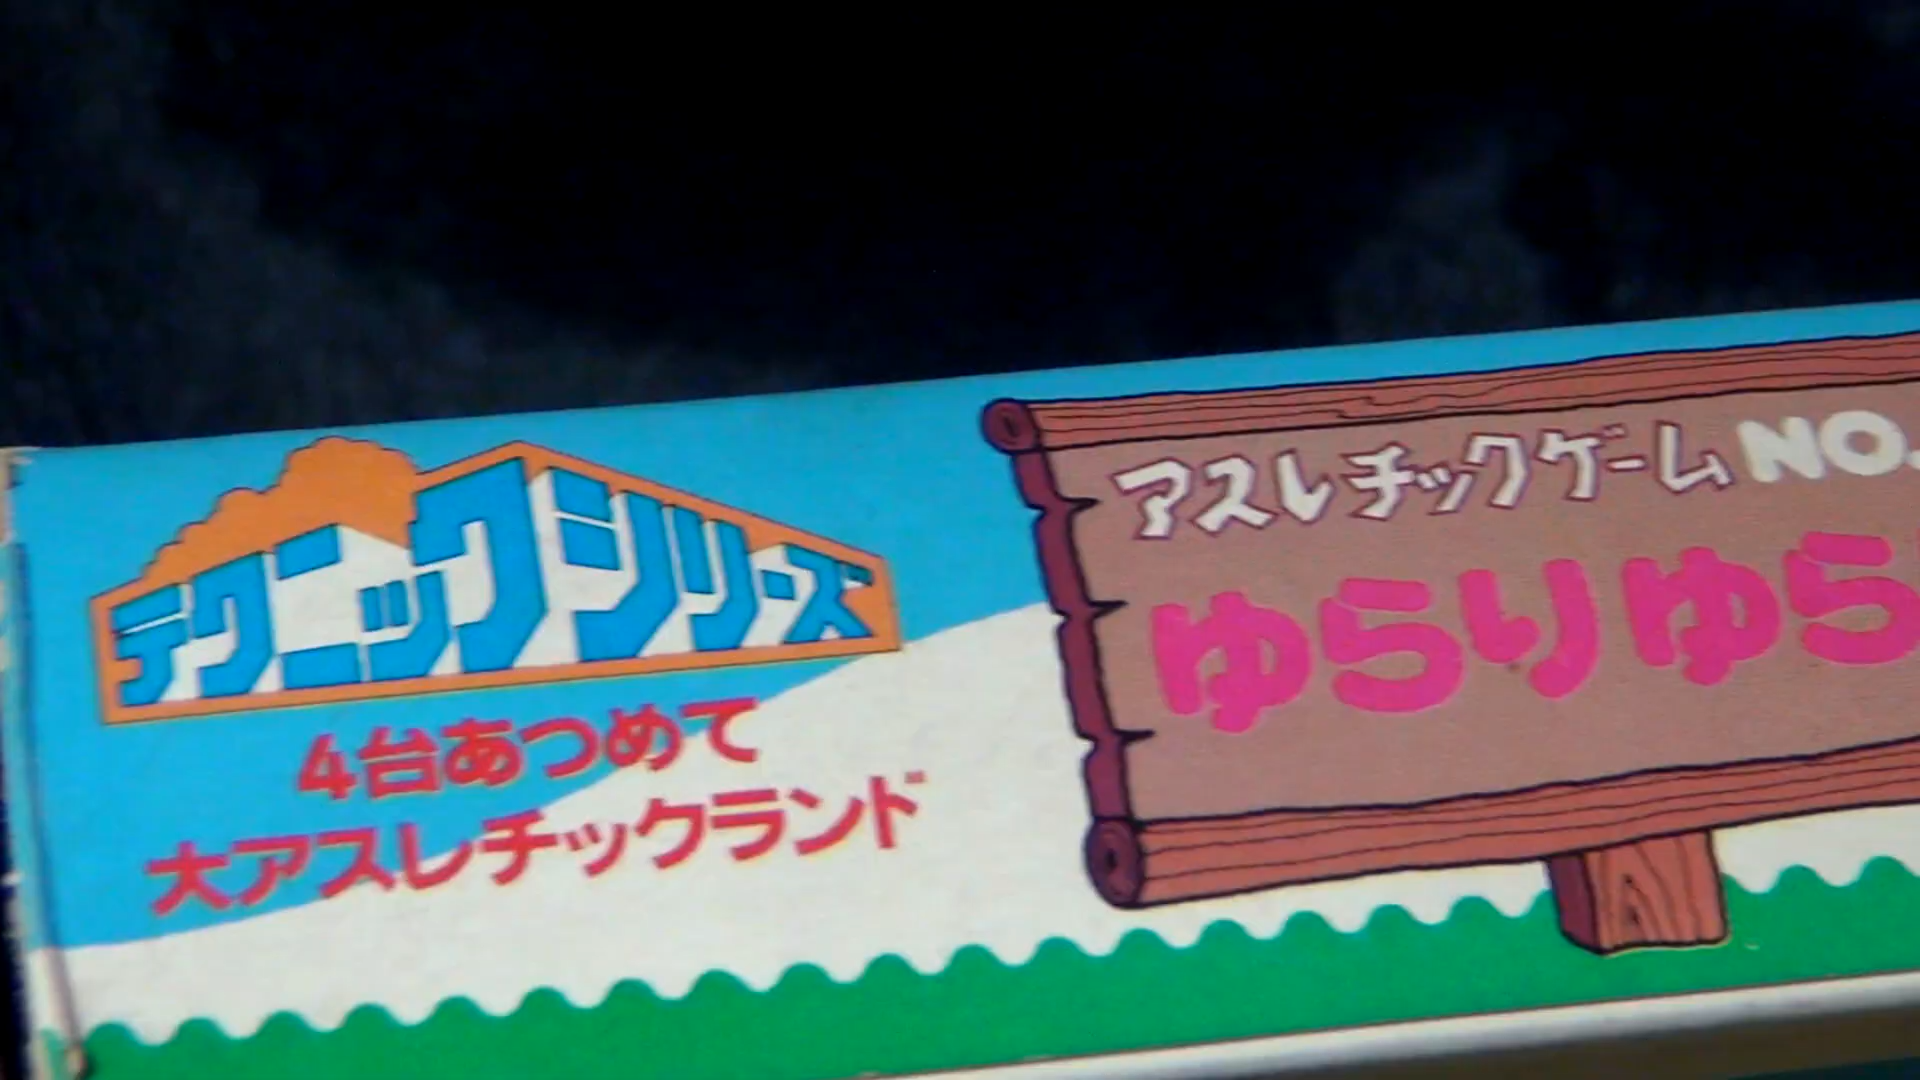 テクニックシリーズ
4台あつめて
大アスレチックランド
アスレチックゲームNO.
ゆらりゆら